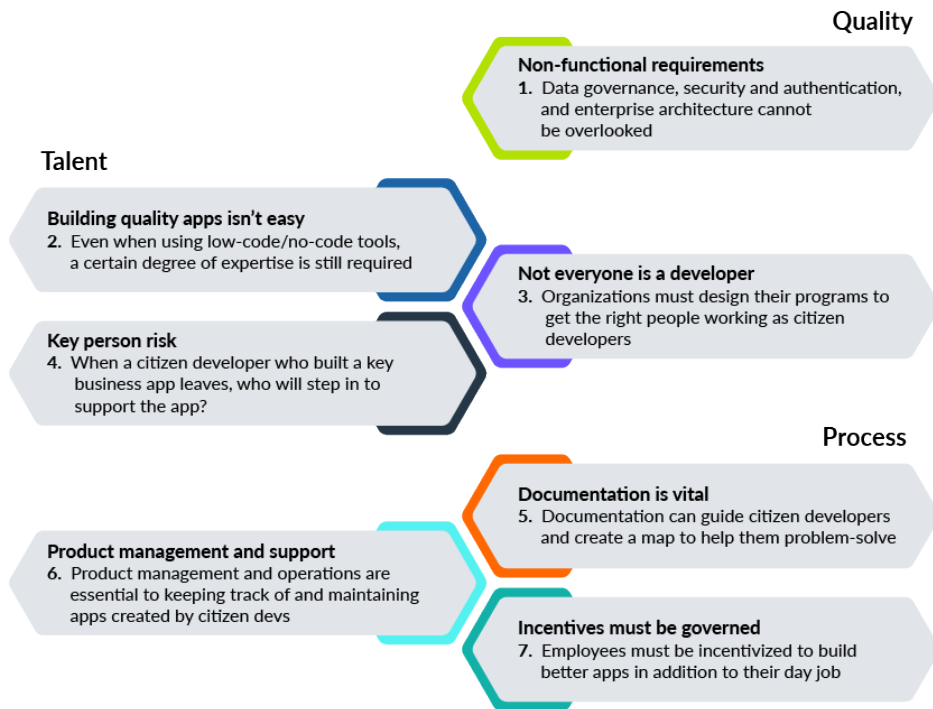 Quality
Non-functional requirements
1. Data governance, security and authentication,
and enterprise architecture cannot
be overlooked
Talent
Building quality apps isn’t easy
2. Even when using low-code/no-code tools,
a certain degree of expertise is still required
Not everyone is a developer
3. Organizations must design their programs to
get the right people working as citizen
developers
Key person risk
4. When a citizen developer who built a key
business app leaves, who will step in to
support the app?
Process
Documentation is vital
5. Documentation can guide citizen developers
and create a map to help them problem-solve
Product management and support
6. Product management and operations are
essential to keeping track of and maintaining
apps created by citizen devs
Incentives must be governed
7. Employees must be incentivized to build
better apps in addition to their day job